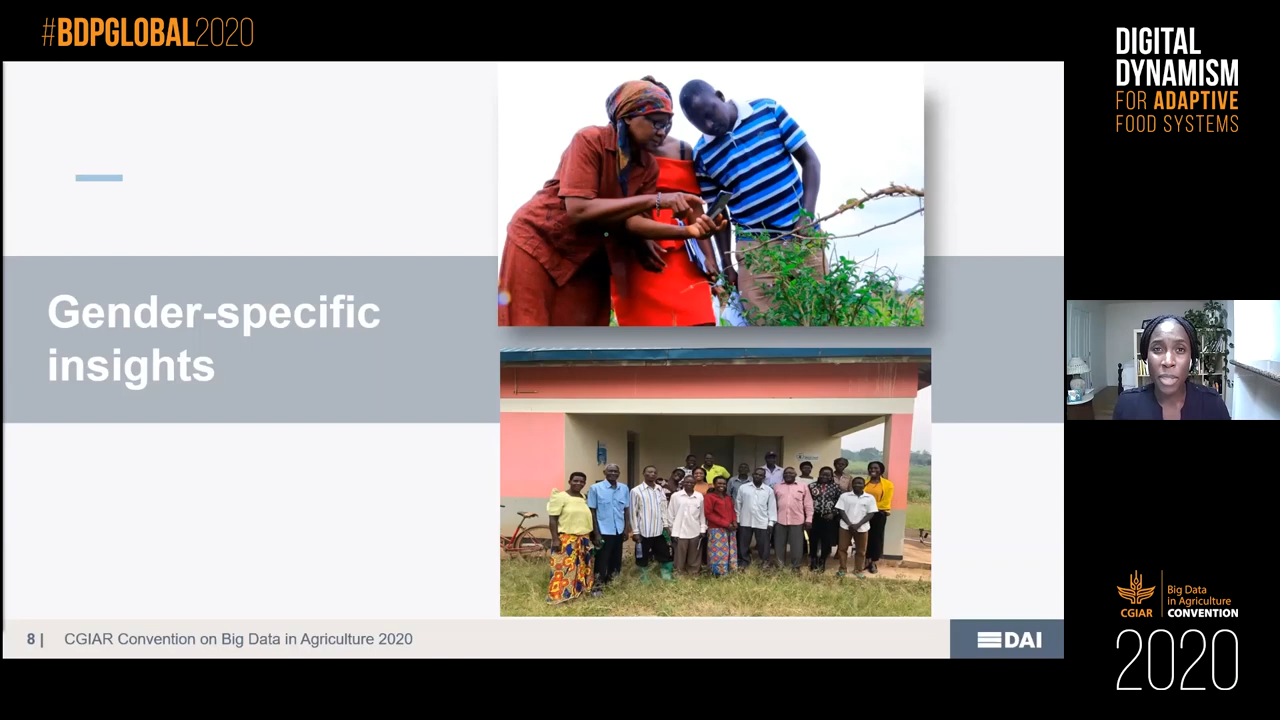 #BDPGLOBAL2020
DIGITAL
DYNAMISM
FOR ADAPTIVE
FOOD SYSTEMS
Gender-specific
insights
8 | CGIAR Convention on Big Data in Agriculture 2020
DAI
CGIAR
Big Data
in Agriculture
CONVENTION
2020